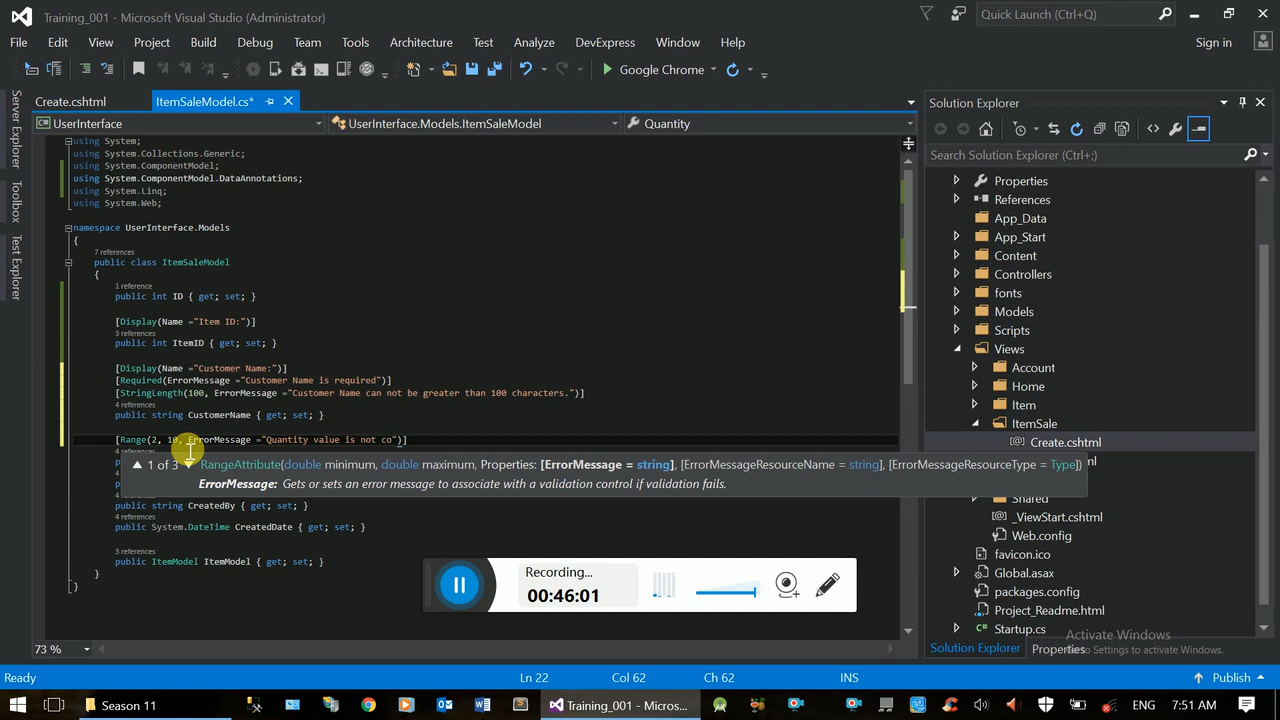 Training_001 - Microsoft Visual Studio (Administrator)
Quick Launch (Ctrl+Q)
File Edit View Project Build Debug Team Tools Architecture Test Analyze DevExpress Window Help
Sign in
Google Chrome
Server Explorer
Toolbox
Test Explorer
Create.cshtml
ItemSaleModel.cs*
UserInterface
UserInterface.Models.ItemSaleModel
Quantity
using System;
using System.Collections.Generic;
using System.ComponentModel;
using System.ComponentModel.DataAnnotations;
using System.Linq;
using System.Web;
namespace UserInterface.Models
{
7 references
public class ItemSaleModel
{
1 reference
public int ID { get; set; }
[Display(Name ="Item ID:")]
3 references
public int ItemID { get; set; }
[Display(Name ="Customer Name:")]
[Required(ErrorMessage ="Customer Name is required")]
[StringLength(100, ErrorMessage ="Customer Name can not be greater than 100 characters.")]
4 references
public string CustomerName { get; set; }
[Range(2, 10, ErrorMessage ="Quantity value is not co")]
1 of 3 RangeAttribute(double minimum, double maximum, Properties: [ErrorMessage = string], [ErrorMessageResourceName = string], [ErrorMessageResourceType = Type])
ErrorMessage: Gets or sets an error message to associate with a validation control if validation fails.
public string CreatedBy { get; set; }
4 references
public System.DateTime CreatedDate { get; set; }
3 references
public ItemModel ItemModel { get; set; }
}
}
Recording...
00:46:01
73 %
Solution Explorer
Search Solution Explorer (Ctrl+;)
Properties
References
App_Data
App_Start
Content
Controllers
fonts
Models
Scripts
Views
Account
Home
Item
ItemSale
Create.cshtml
Shared
_ViewStart.cshtml
Web.config
favicon.ico
Global.asax
packages.config
Project_Readme.html
Startup.cs
Activate Windows
Solution Explorer
Properties
to Settings to activate Windows.
Ready
Ln 22
Col 62
Ch 62
INS
Publish
Season 11
Training_001 - Micros...
ENG
7:51 AM